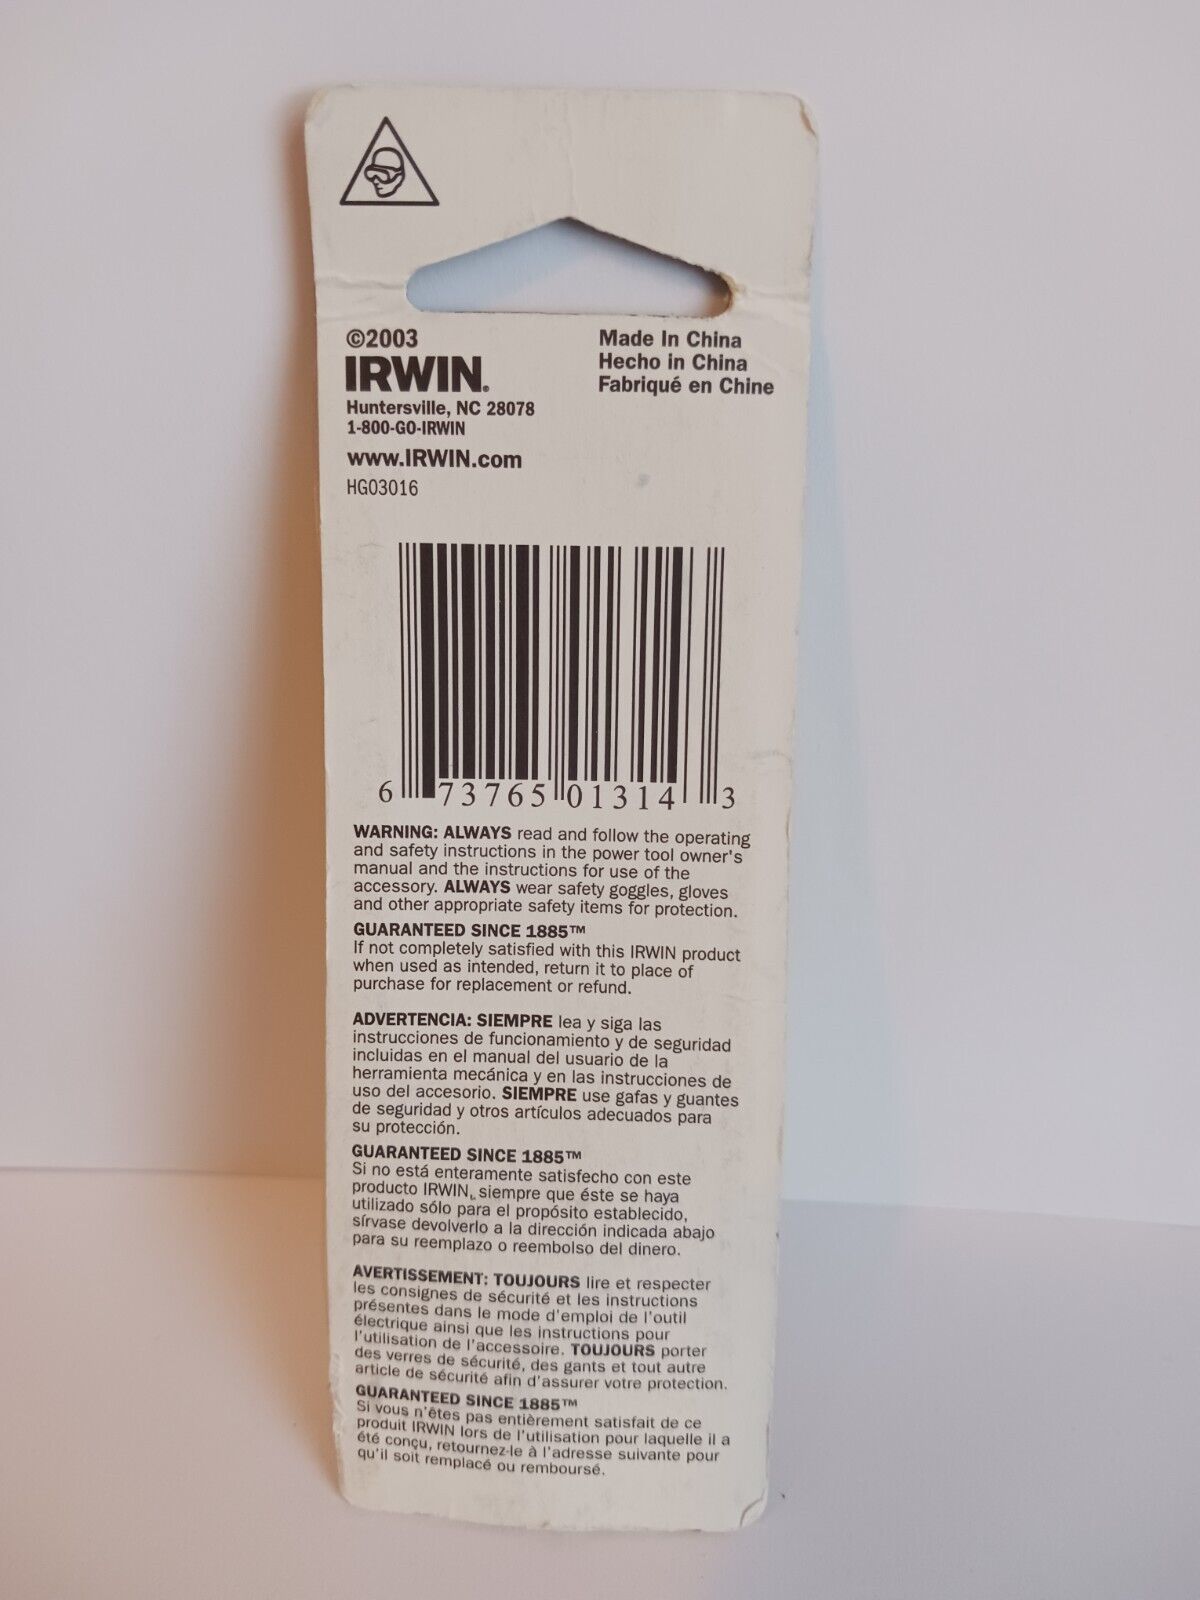 ©2003
IRWIN®
Huntersville, NC 28078
1-800-GO-IRWIN
www.IRWIN.com
HG03016
Made In China
Hecho in China
Fabriqué en Chine
6 73765 01314 3
WARNING: ALWAYS read and follow the operating
and safety instructions in the power tool owner's
manual and the instructions for use of the
accessory. ALWAYS wear safety goggles, gloves
and other appropriate safety items for protection.
GUARANTEED SINCE 1885™
If not completely satisfied with this IRWIN product
when used as intended, return it to place of
purchase for replacement or refund.
ADVERTENCIA: SIEMPRE lea y siga las
instrucciones de funcionamiento y de seguridad
incluidas en el manual del usuario de la
herramienta mecánica y en las instrucciones de
uso del accesorio. SIEMPRE use gafas y guantes
de seguridad y otros artículos adecuados para
su protección.
GUARANTEED SINCE 1885™
Si no está enteramente satisfecho con este
producto IRWIN, siempre que éste se haya
utilizado sólo para el propósito establecido,
sírvase devolverlo a la dirección indicada abajo
para su reemplazo o reembolso del dinero.
AVERTISSEMENT: TOUJOURS lire et respecter
les consignes de sécurité et les instructions
présentes dans le mode d'emploi de l'outil
électrique ainsi que les instructions pour
l'utilisation de l'accessoire. TOUJOURS porter
des verres de sécurité, des gants et tout autre
article de sécurité afin d'assurer votre protection.
GUARANTEED SINCE 1885™
Si vous n'êtes pas entièrement satisfait de ce
produit IRWIN lors de l'utilisation pour laquelle il a
été conçu, retournez-le à l'adresse suivante pour
qu'il soit remplacé ou remboursé.